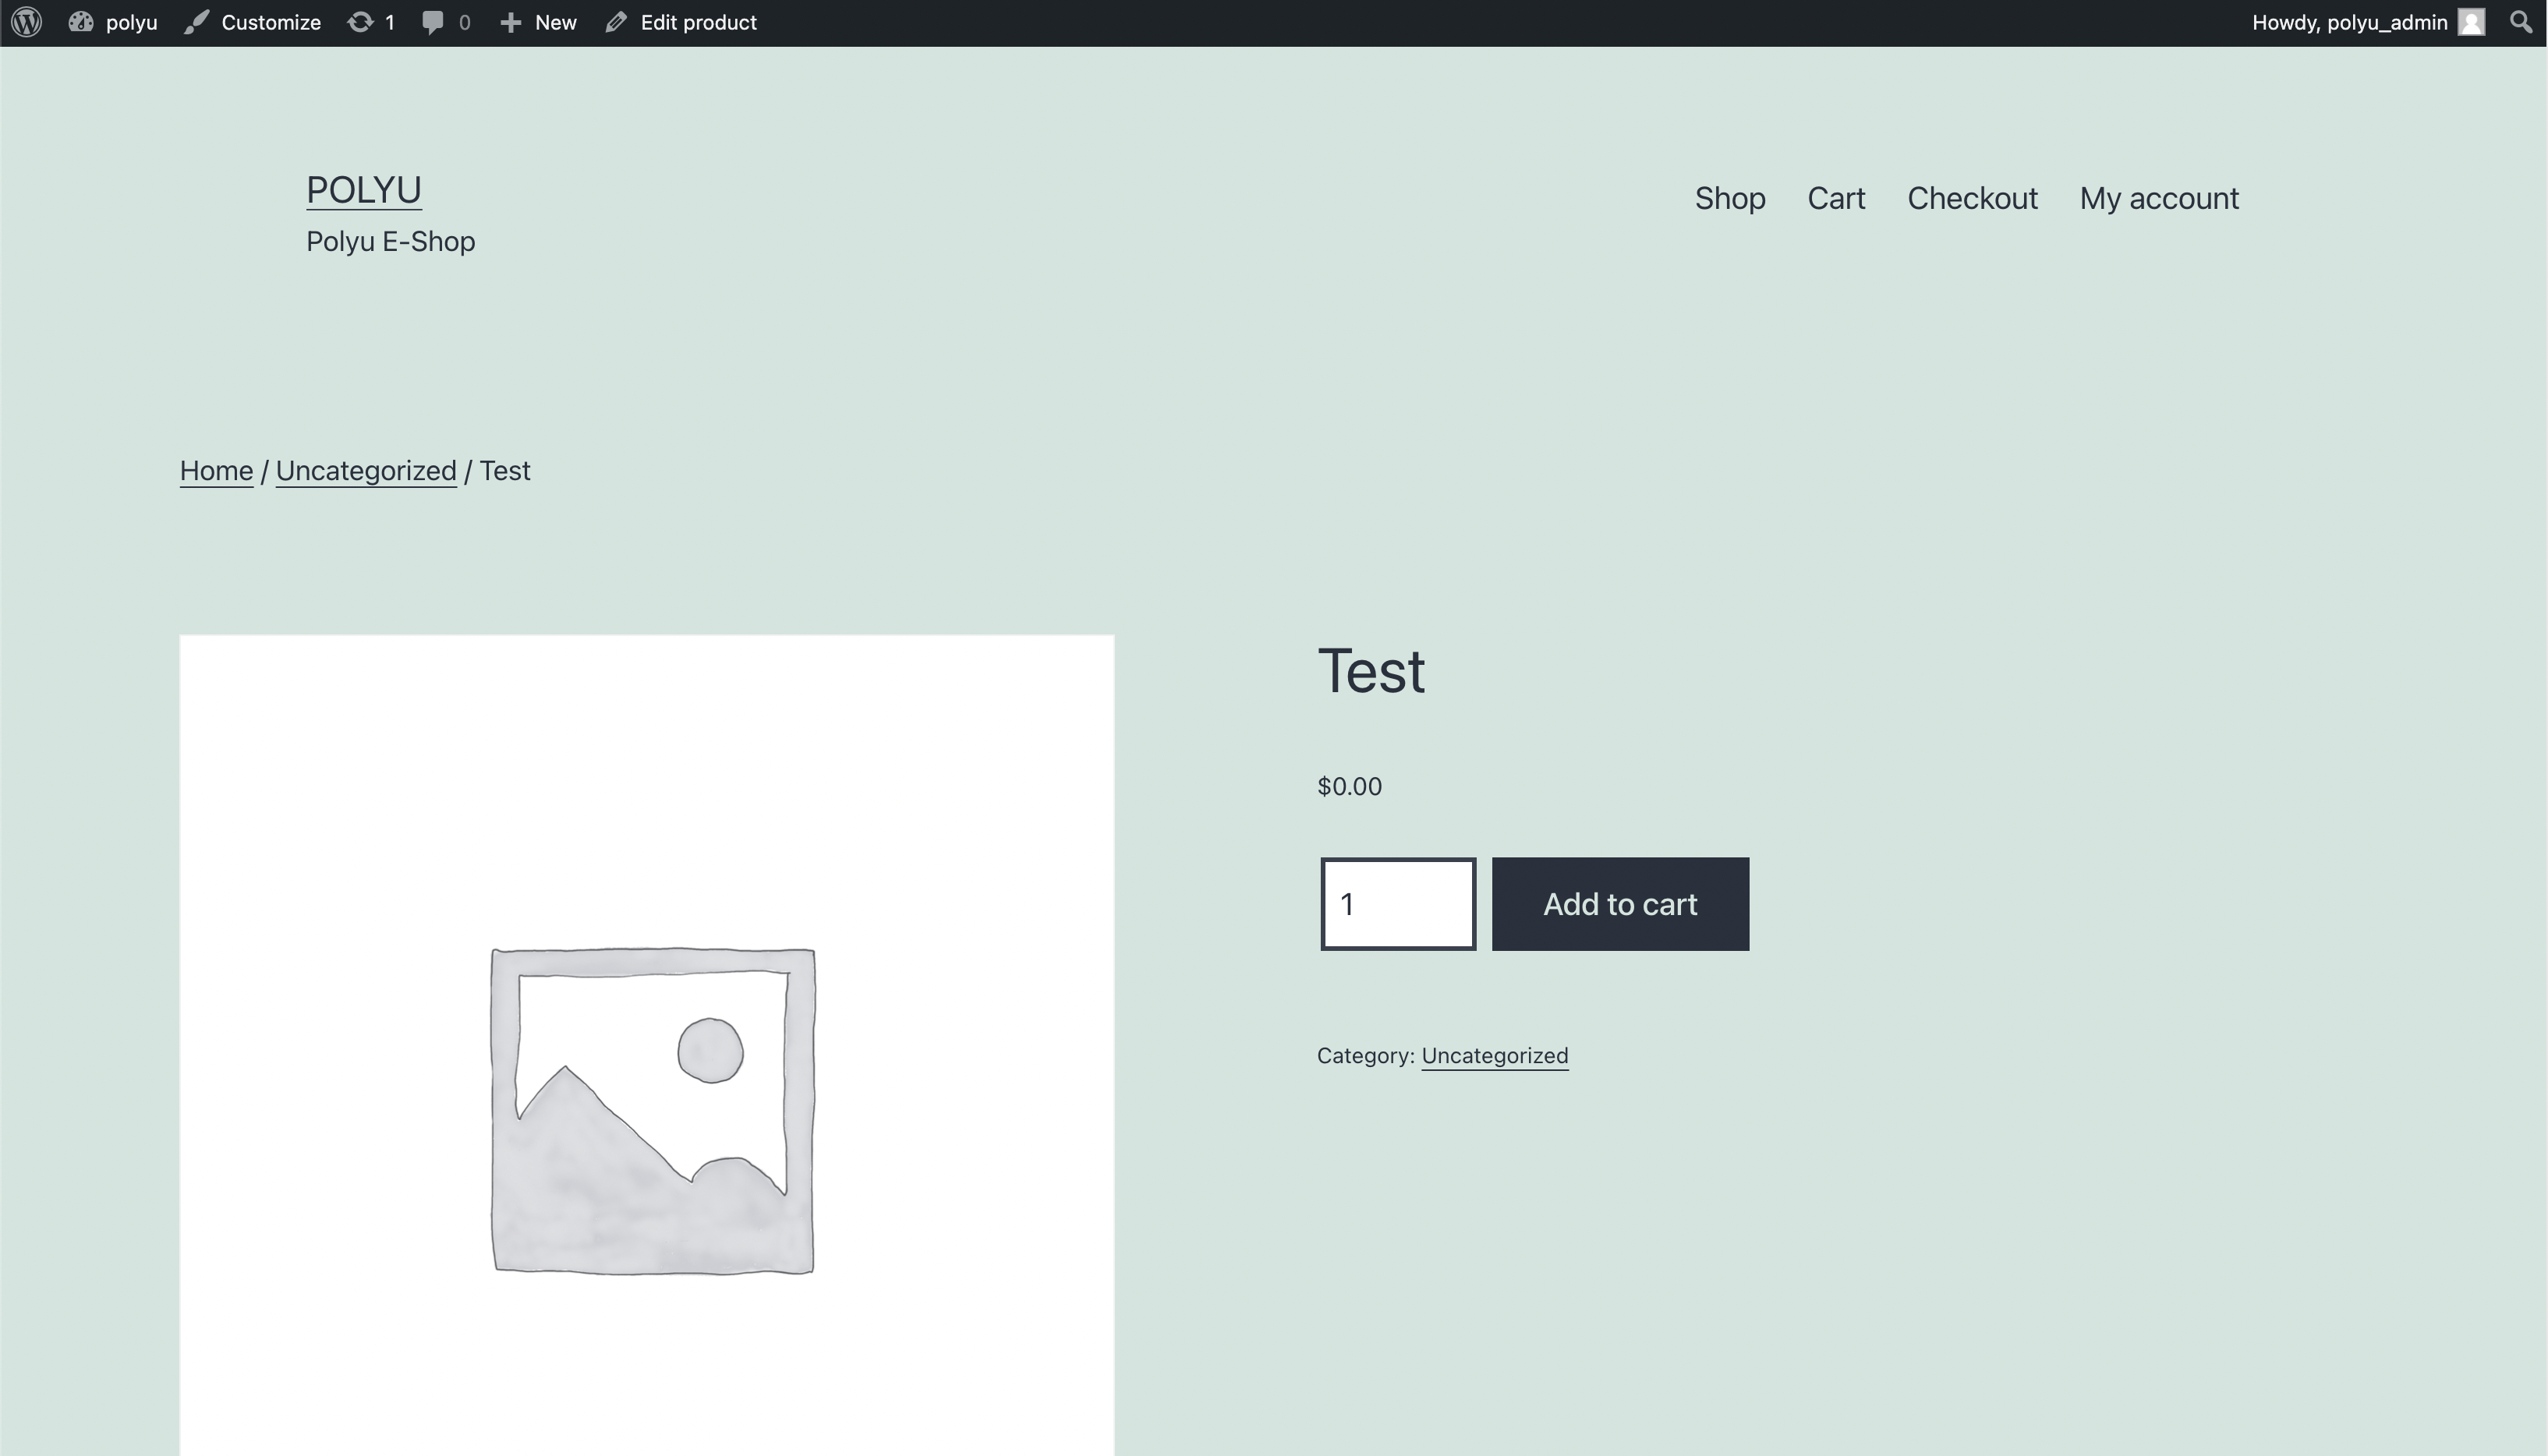 polyu Customize 1 0 New Edit product Howdy, polyu_admin
POLYU
Polyu E-Shop
Shop Cart Checkout My account
Home / Uncategorized / Test
Test
$0.00
1 Add to cart
Category: Uncategorized